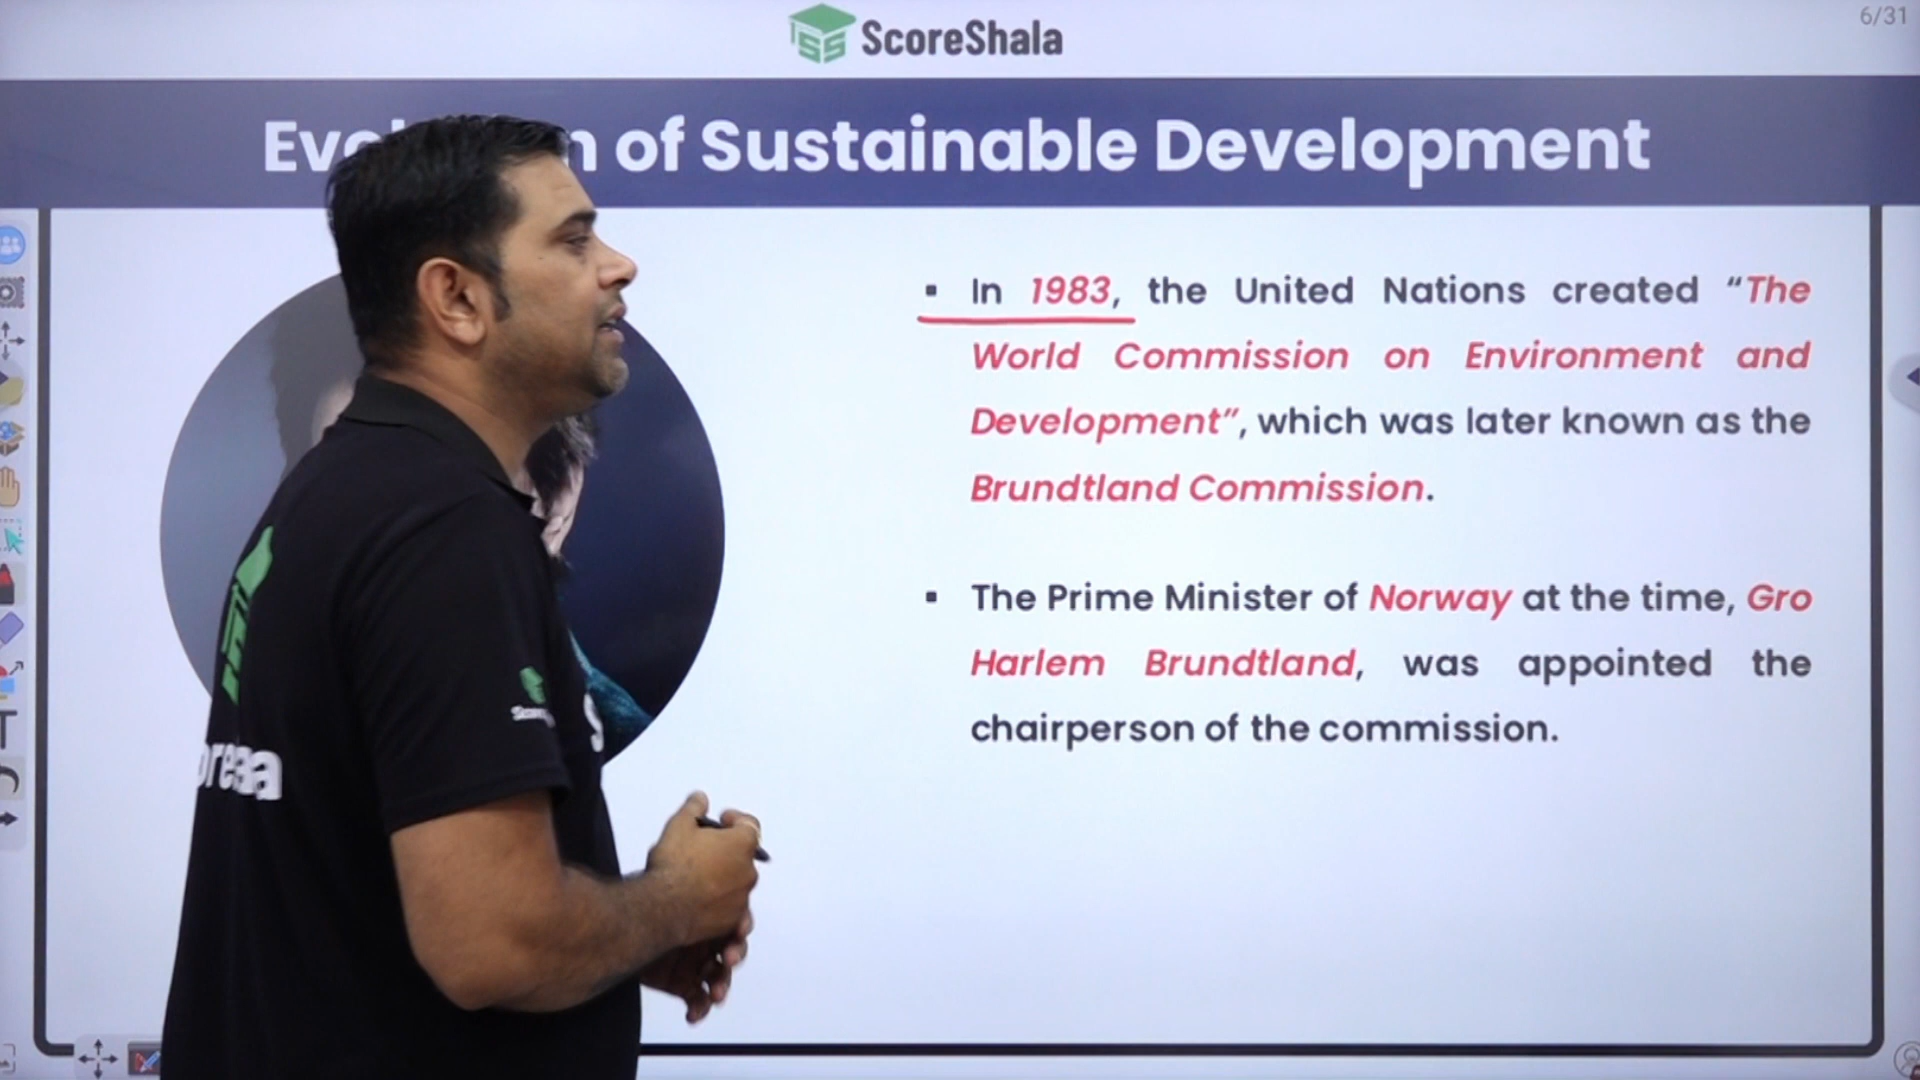 6/31
ScoreShala
of Sustainable Development
▪ In 1983, the United Nations created “The
World Commission on Environment and
Development”, which was later known as the
Brundtland Commission.
▪ The Prime Minister of Norway at the time, Gro
Harlem Brundtland, was appointed the
chairperson of the commission.